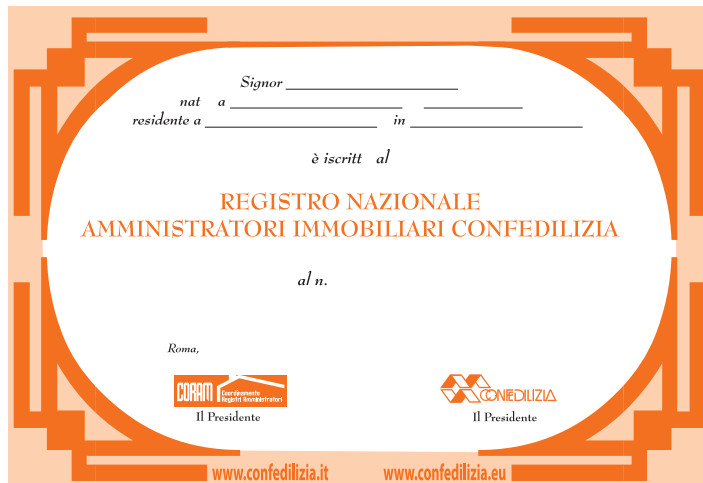 Signor
nat a
residente a in
è iscritt al
REGISTRO NAZIONALE
AMMINISTRATORI IMMOBILIARI CONFEDILIZIA
al n.
Roma,
CORAM Coordinamento
Registri Amministratori
CONFEDILIZIA
Il Presidente Il Presidente
www.confedilizia.it www.confedilizia.eu